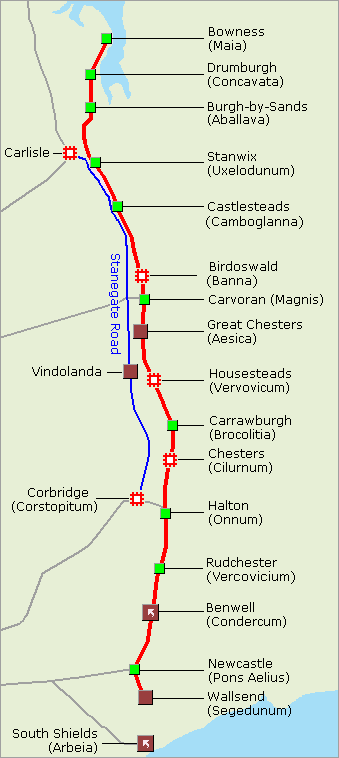 Bowness
(Maia)
Drumburgh
(Concavata)
Burgh-by-Sands
(Aballava)
Carlisle
Stanwix
(Uxelodunum)
Castlesteads
(Camboglanna)
Stanegate Road
Birdoswald
(Banna)
Carvoran (Magnis)
Great Chesters
(Aesica)
Vindolanda
Housesteads
(Vervovicum)
Carrawburgh
(Brocolitia)
Chesters
(Cilurnum)
Corbridge
(Corstopitum)
Halton
(Onnum)
Rudchester
(Vercovicium)
Benwell
(Condercum)
Newcastle
(Pons Aelius)
Wallsend
(Segedunum)
South Shields
(Arbeia)